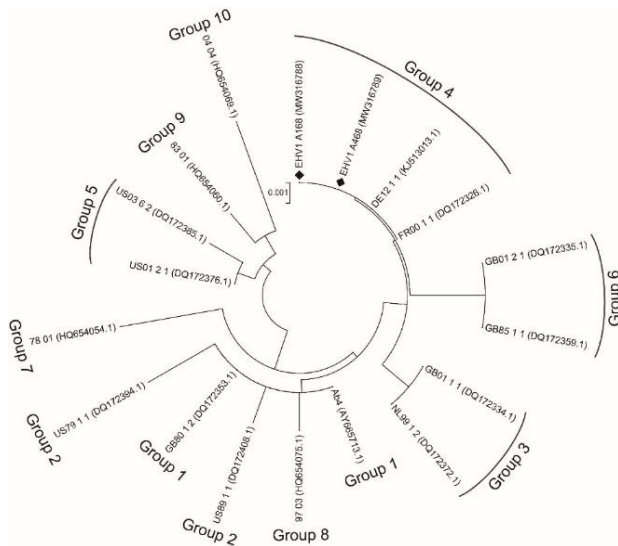 Group 10
04 04 (HQ654069.1)
Group 9
83 01 (HQ654060.1)
Group 5
US03 6 2 (DQ172385.1)
US01 2 1 (DQ172376.1)
Group 7
78 01 (HQ654054.1)
Group 2
US79 1 1 (DQ172394.1)
Group 1
GB80 1 2 (DQ172353.1)
Group 2
US89 1 1 (DQ172408.1)
Group 8
97 03 (HQ654075.1)
Group 1
Ab4 (AY665713.1)
Group 3
NL99 1 2 (DQ172372.1)
GB01 1 1 (DQ172334.1)
Group 6
GB85 1 1 (DQ172359.1)
GB01 2 1 (DQ172335.1)
Group 4
FR00 1 1 (DQ172326.1)
DE12 1 1 (KJ513013.1)
EHV1 A468 (MW316789)
EHV1 A168 (MW316788)
0.001